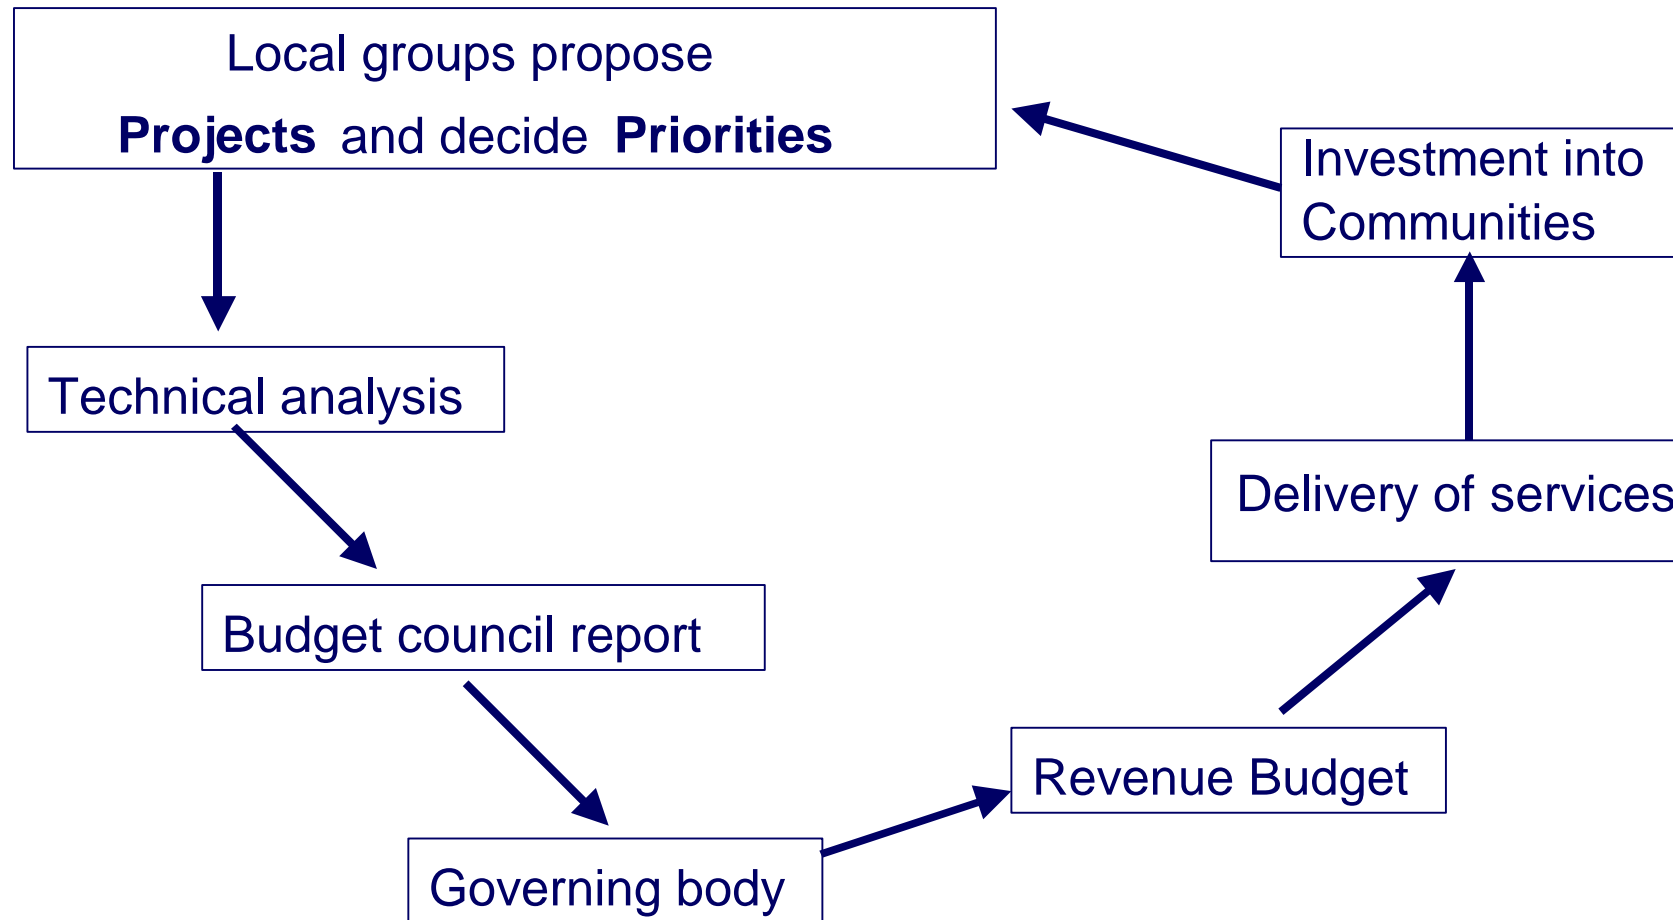 Local groups propose
Projects and decide Priorities
Investment into
Communities
Technical analysis
Delivery of services
Budget council report
Revenue Budget
Governing body